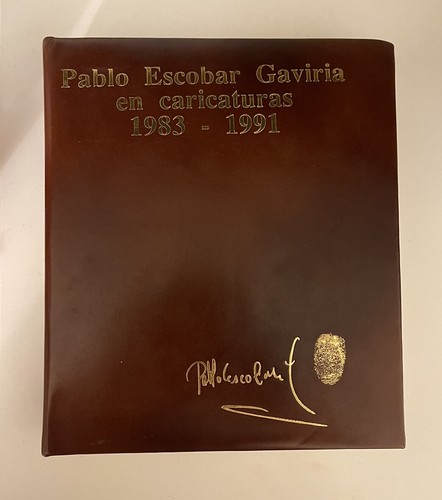 Pablo Escobar Gaviria
en caricaturas
1983 - 1991